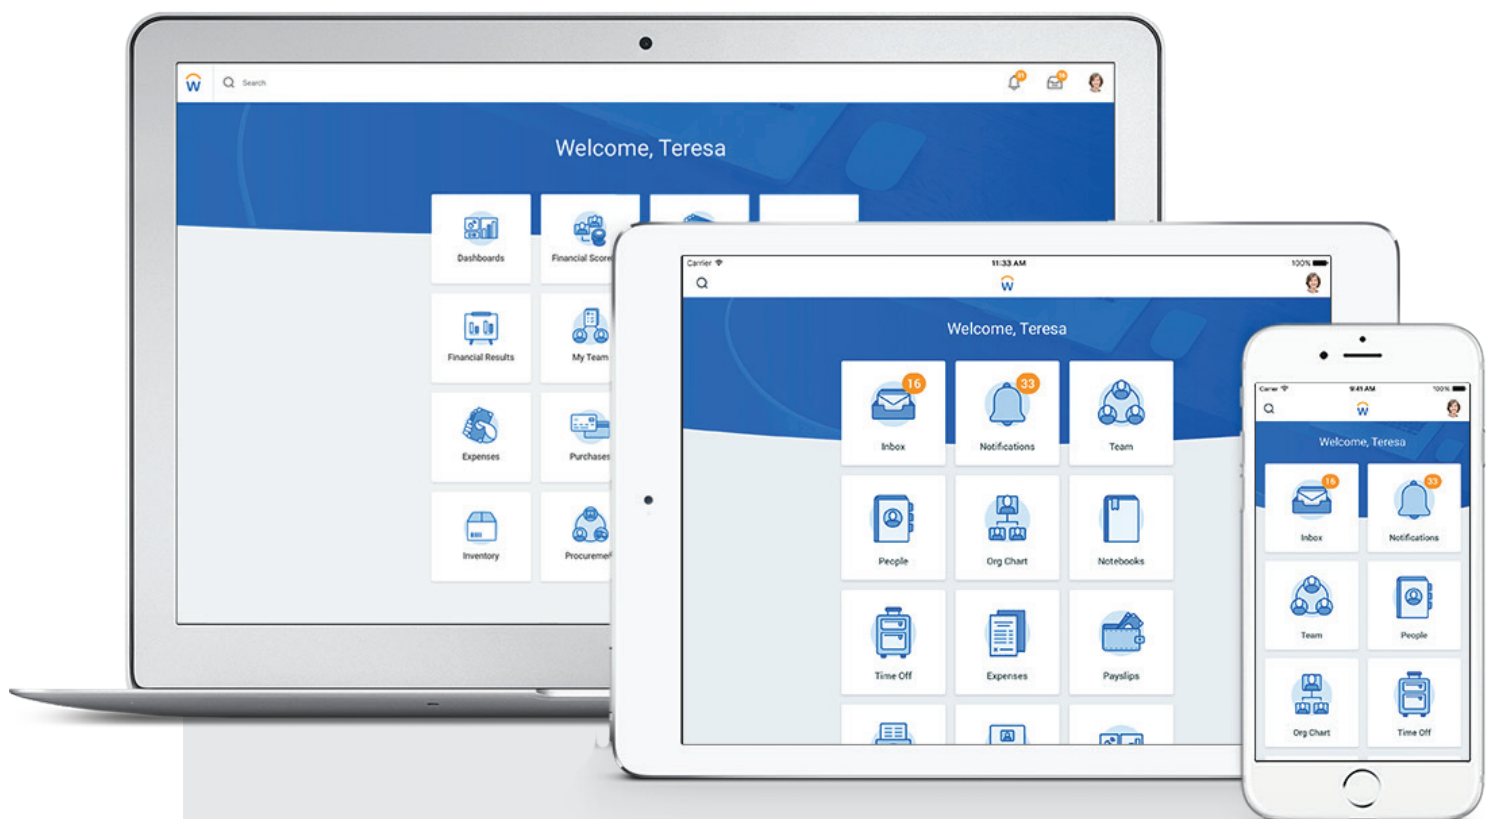 W
Search
Welcome, Teresa
Dashboards
Financial Score
Financial Results
My Team
Expenses
Purchases
Inventory
Procureme
Carrier
11:33 AM
100%
W
Welcome, Teresa
16
33
Inbox
Notifications
Team
People
Org Chart
Notebooks
Time Off
Expenses
Payslips
Carrier
9:41 AM
100%
W
Welcome, Teresa
16
33
Inbox
Notifications
Team
People
Org Chart
Time Off